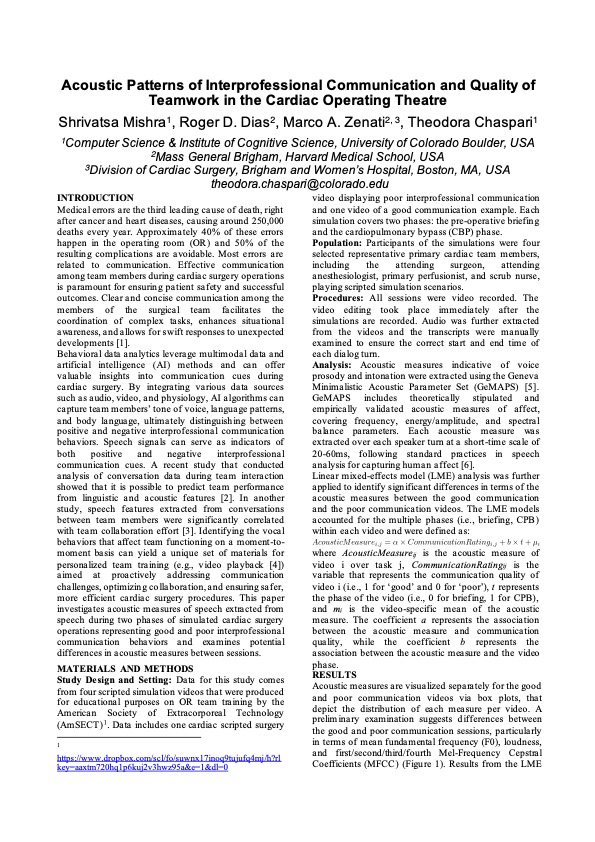 Acoustic Patterns of Interprofessional Communication and Quality of
Teamwork in the Cardiac Operating Theatre
Shrivatsa Mishra1, Roger D. Dias2, Marco A. Zenati2, 3, Theodora Chaspari1
1Computer Science & Institute of Cognitive Science, University of Colorado Boulder, USA
2Mass General Brigham, Harvard Medical School, USA
3Division of Cardiac Surgery, Brigham and Women's Hospital, Boston, MA, USA
theodora.chaspari@colorado.edu
INTRODUCTION
Medical errors are the third leading cause of death, right
after cancer and heart diseases, causing around 250,000
deaths every year. Approximately 40% of these errors
happen in the operating room (OR) and 50% of the
resulting complications are avoidable. Most errors are
related to communication. Effective communication
among team members during cardiac surgery operations
is paramount for ensuring patient safety and successful
outcomes. Clear and concise communication among the
members of the surgical team facilitates the
coordination of complex tasks, enhances situational
awareness, and allows for swift responses to unexpected
developments [1].
Behavioral data analytics leverage multimodal data and
artificial intelligence (AI) methods and can offer
valuable insights into communication cues during
cardiac surgery. By integrating various data sources
such as audio, video, and physiology, AI algorithms can
capture team members' tone of voice, language patterns,
and body language, ultimately distinguishing between
positive and negative interprofessional communication
behaviors. Speech signals can serve as indicators of
both positive and negative interprofessional
communication cues. A recent study that conducted
analysis of conversation data during team interaction
showed that it is possible to predict team performance
from linguistic and acoustic features [2]. In another
study, speech features extracted from conversations
between team members were significantly correlated
with team collaboration effort [3]. Identifying the vocal
behaviors that affect team functioning on a moment-to-
moment basis can yield a unique set of materials for
personalized team training (e.g., video playback [4])
aimed at proactively addressing communication
challenges, optimizing collaboration, and ensuring safer,
more efficient cardiac surgery procedures. This paper
investigates acoustic measures of speech extracted from
speech during two phases of simulated cardiac surgery
operations representing good and poor interprofessional
communication behaviors and examines potential
differences in acoustic measures between sessions.
MATERIALS AND METHODS
Study Design and Setting: Data for this study comes
from four scripted simulation videos that were produced
for educational purposes on OR team training by the
American Society of Extracorporeal Technology
(AmSECT)1. Data includes one cardiac scripted surgery
1
https://www.dropbox.com/scl/fo/suwnx17inoq9tujufq4mj/h?rl
key=aaxtm720hq1p6kuj2v3hwz95a&e=1&dl=0
video displaying poor interprofessional communication
and one video of a good communication example. Each
simulation covers two phases: the pre-operative briefing
and the cardiopulmonary bypass (CBP) phase.
Population: Participants of the simulations were four
selected representative primary cardiac team members,
including the attending surgeon, attending
anesthesiologist, primary perfusionist, and scrub nurse,
playing scripted simulation scenarios.
Procedures: All sessions were video recorded. The
video editing took place immediately after the
simulations are recorded. Audio was further extracted
from the videos and the transcripts were manually
examined to ensure the correct start and end time of
each dialog turn.
Analysis: Acoustic measures indicative of voice
prosody and intonation were extracted using the Geneva
Minimalistic Acoustic Parameter Set (GeMAPS) [5].
GeMAPS includes theoretically stipulated and
empirically validated acoustic measures of affect,
covering frequency, energy/amplitude, and spectral
balance parameters. Each acoustic measure was
extracted over each speaker turn at a short-time scale of
20-60ms, following standard practices in speech
analysis for capturing human affect [6].
Linear mixed-effects model (LME) analysis was further
applied to identify significant differences in terms of the
acoustic measures between the good communication
and the poor communication videos. The LME models
accounted for the multiple phases (i.e., briefing, CPB)
within each video and were defined as:
AcousticMeasure_{i,j} = α × CommunicationRating_{i,j} + b × t + μ_i
where AcousticMeasureij is the acoustic measure of
video i over task j, CommunicationRatingij is the
variable that represents the communication quality of
video i (i.e., 1 for 'good' and 0 for 'poor'), t represents
the phase of the video (i.e., 0 for briefing, 1 for CPB),
and mi is the video-specific mean of the acoustic
measure. The coefficient a represents the association
between the acoustic measure and communication
quality, while the coefficient b represents the
association between the acoustic measure and the video
phase.
RESULTS
Acoustic measures are visualized separately for the good
and poor communication videos via box plots, that
depict the distribution of each measure per video. A
preliminary examination suggests differences between
the good and poor communication sessions, particularly
in terms of mean fundamental frequency (F0), loudness,
and first/second/third/fourth Mel-Frequency Cepstral
Coefficients (MFCC) (Figure 1). Results from the LME